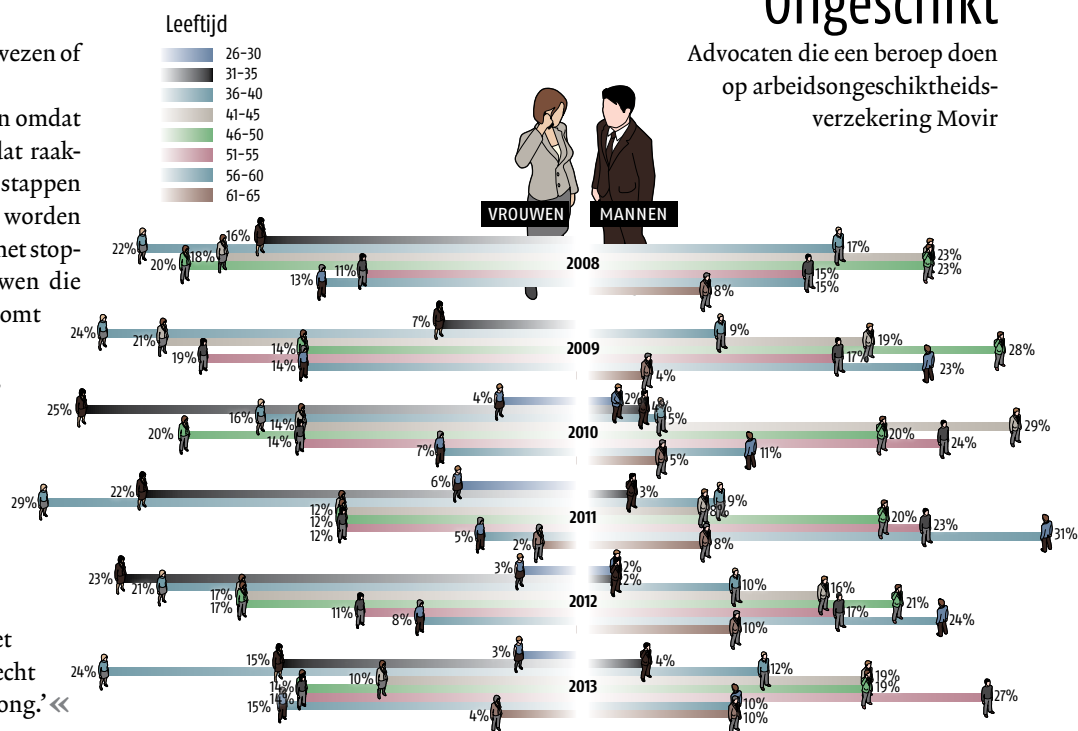 wezen of
n omdat
lat raak-
stappen
worden
net stop-
wen die
omt
et
echt
ong.’ «
Leeftijd
26–30
31–35
36–40
41–45
46–50
51–55
56–60
61–65
Ongeschikt
Advocaten die een beroep doen
op arbeidsongeschiktheids-
verzekering Movir
VROUWEN MANNEN
16%
22% 17%
18% 23%
20% 2008 23%
11% 15%
13% 15%
8%
7%
24% 9%
21% 19%
14% 2009 28%
19% 17%
14% 23%
4%
4% 2%
25% 4%
16% 5%
14% 29%
20% 2010 20%
14% 24%
7% 11%
5%
6%
22% 3%
29% 9%
12% 8%
12% 2011 20%
12% 23%
5% 31%
2% 8%
3% 2%
23% 2%
21% 10%
17% 16%
17% 2012 21%
11% 17%
8% 24%
10%
3%
15% 4%
24% 12%
10% 19%
14% 2013 19%
14% 27%
15% 10%
4% 10%